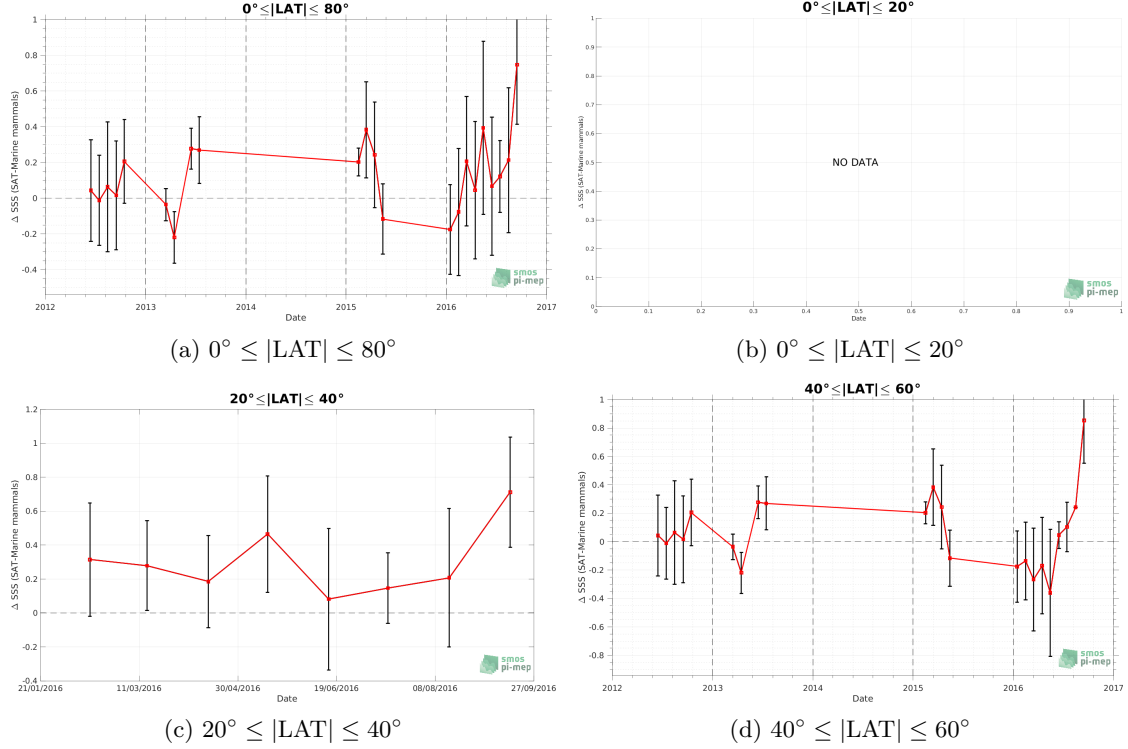 0°≤|LAT|≤ 80°
1
0.8
0.6
0.4
0.2
0
-0.2
-0.4
Δ SSS (SAT-Marine mammals)
2012
2013
2014
2015
2016
2017
Date
smos
pi-mep
(a) 0° ≤ |LAT| ≤ 80°
0°≤|LAT|≤ 20°
1
0.9
0.8
0.7
0.6
0.5
0.4
0.3
0.2
0.1
0
Δ SSS (SAT-Marine mammals)
NO DATA
0
0.1
0.2
0.3
0.4
0.5
0.6
0.7
0.8
0.9
1
Date
smos
pi-mep
(b) 0° ≤ |LAT| ≤ 20°
20°≤|LAT|≤ 40°
1.2
1
0.8
0.6
0.4
0.2
0
-0.2
-0.4
Δ SSS (SAT-Marine mammals)
21/01/2016
11/03/2016
30/04/2016
19/06/2016
08/08/2016
27/09/2016
Date
smos
pi-mep
(c) 20° ≤ |LAT| ≤ 40°
40°≤|LAT|≤ 60°
1
0.8
0.6
0.4
0.2
0
-0.2
-0.4
-0.6
-0.8
Δ SSS (SAT-Marine mammals)
2012
2013
2014
2015
2016
2017
Date
smos
pi-mep
(d) 40° ≤ |LAT| ≤ 60°